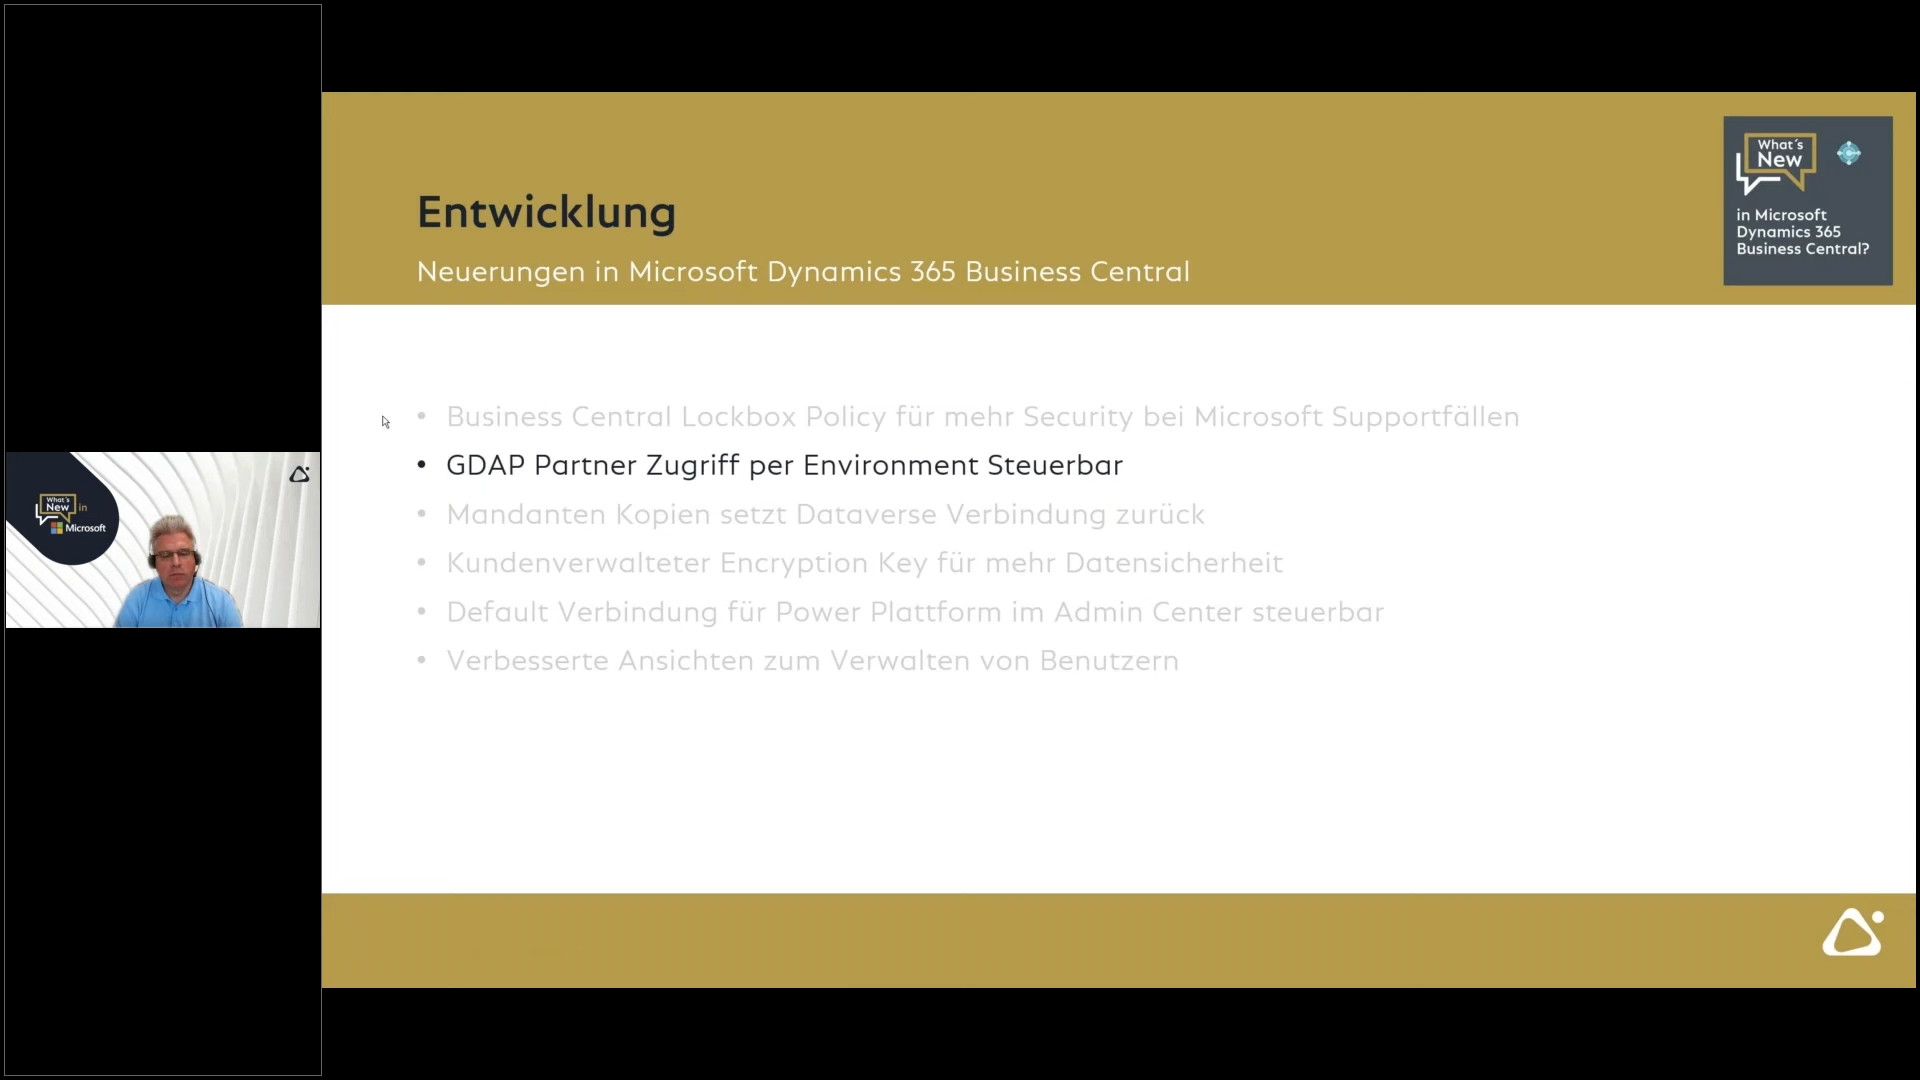 Entwicklung
Neuerungen in Microsoft Dynamics 365 Business Central
What´s
New
in Microsoft
Dynamics 365
Business Central?
• Business Central Lockbox Policy für mehr Security bei Microsoft Supportfällen
• GDAP Partner Zugriff per Environment Steuerbar
• Mandanten Kopien setzt Dataverse Verbindung zurück
• Kundenverwalteter Encryption Key für mehr Datensicherheit
• Default Verbindung für Power Plattform im Admin Center steuerbar
• Verbesserte Ansichten zum Verwalten von Benutzern
What´s
New in
Microsoft